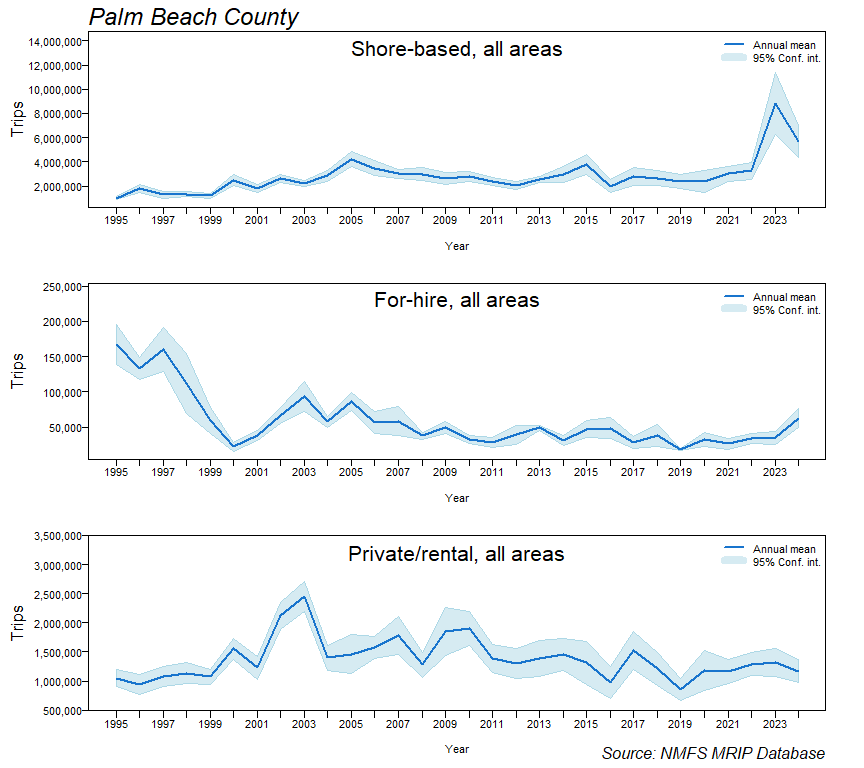 Palm Beach County
Shore-based, all areas
Annual mean
95% Conf. int.
Trips
14,000,000
12,000,000
10,000,000
8,000,000
6,000,000
4,000,000
2,000,000
1995 1997 1999 2001 2003 2005 2007 2009 2011 2013 2015 2017 2019 2021 2023
Year
For-hire, all areas
Annual mean
95% Conf. int.
Trips
250,000
200,000
150,000
100,000
50,000
1995 1997 1999 2001 2003 2005 2007 2009 2011 2013 2015 2017 2019 2021 2023
Year
Private/rental, all areas
Annual mean
95% Conf. int.
Trips
3,500,000
3,000,000
2,500,000
2,000,000
1,500,000
1,000,000
500,000
1995 1997 1999 2001 2003 2005 2007 2009 2011 2013 2015 2017 2019 2021 2023
Year
Source: NMFS MRIP Database